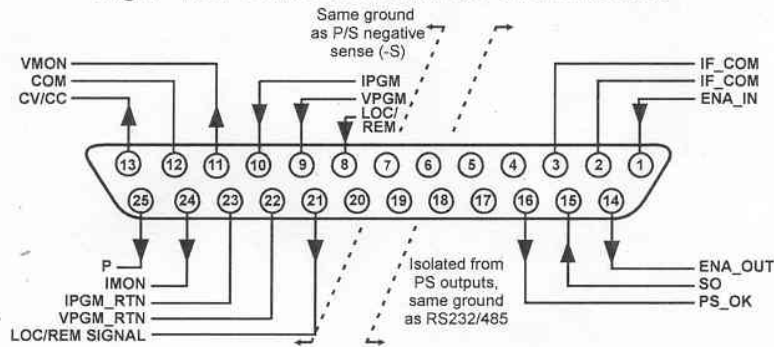 Same ground
as P/S negative
sense (-S)
VMON
COM
CV/CC
IPGM
VPGM
LOC/
REM
IF_COM
IF_COM
ENA_IN
13 12 11 10 9 8 7 6 5 4 3 2 1
25 24 23 22 21 20 19 18 17 16 15 14
P
IMON
IPGM_RTN
VPGM_RTN
LOC/REM SIGNAL
Isolated from
PS outputs,
same ground
as RS232/485
ENA_OUT
SO
PS_OK